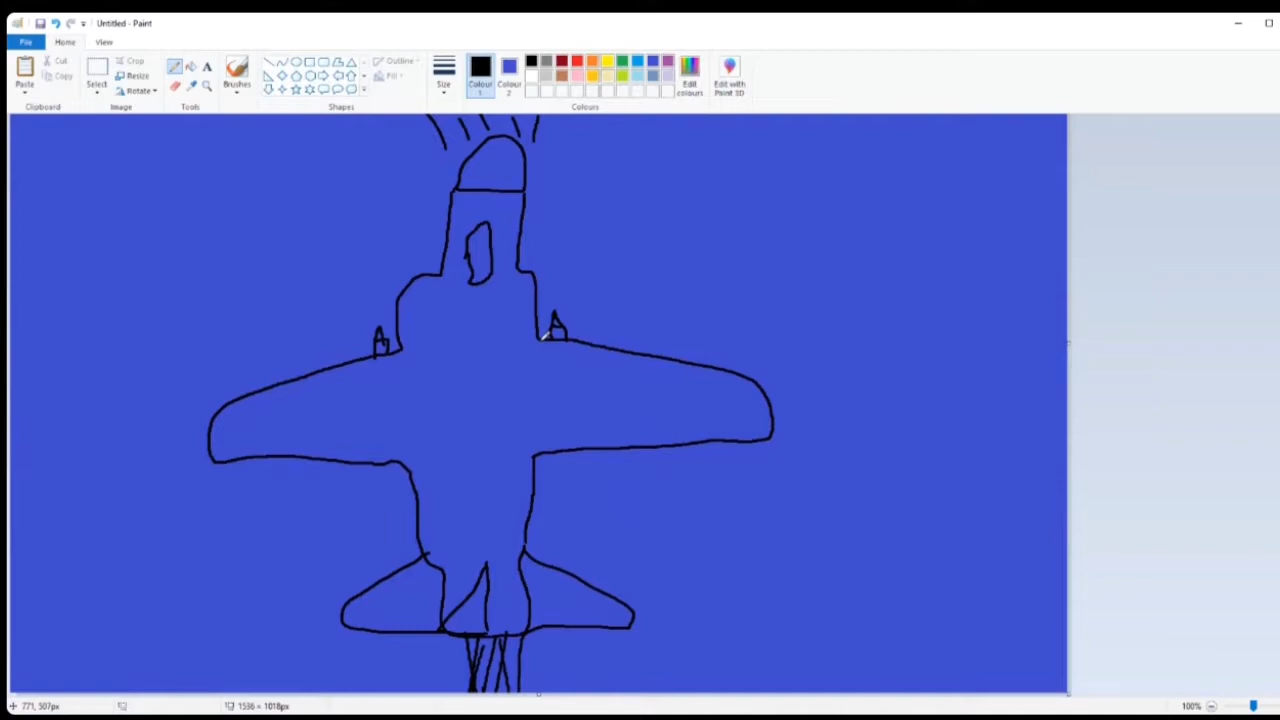 Untitled - Paint
File Home View
Paste
Cut
Copy
Clipboard
Select
Crop
Resize
Rotate
Image
A
Tools
Brushes
Shapes
Outline
Fill
Size
Colour 1
Colour 2
Edit colours
Edit with Paint 3D
Colours
771, 507px
1536 × 1018px
100%